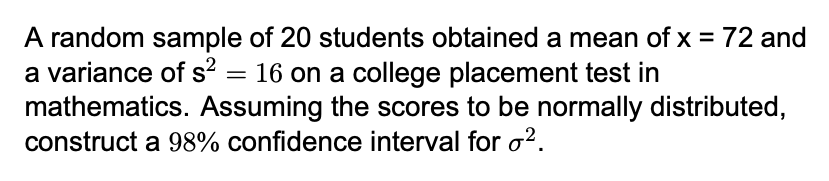 A random sample of 20 students obtained a mean of x = 72 and
a variance of s² = 16 on a college placement test in
mathematics. Assuming the scores to be normally distributed,
construct a 98% confidence interval for σ².